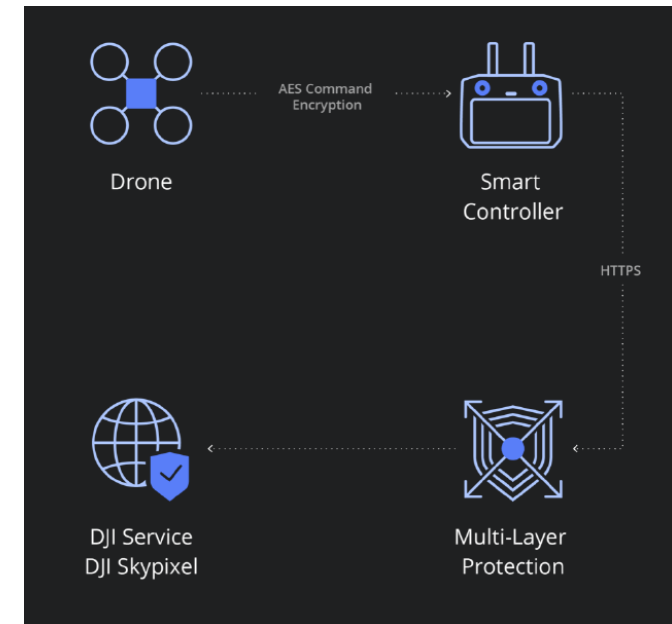 AES Command
Encryption
Drone
Smart
Controller
HTTPS
DJI Service
DJI Skypixel
Multi-Layer
Protection